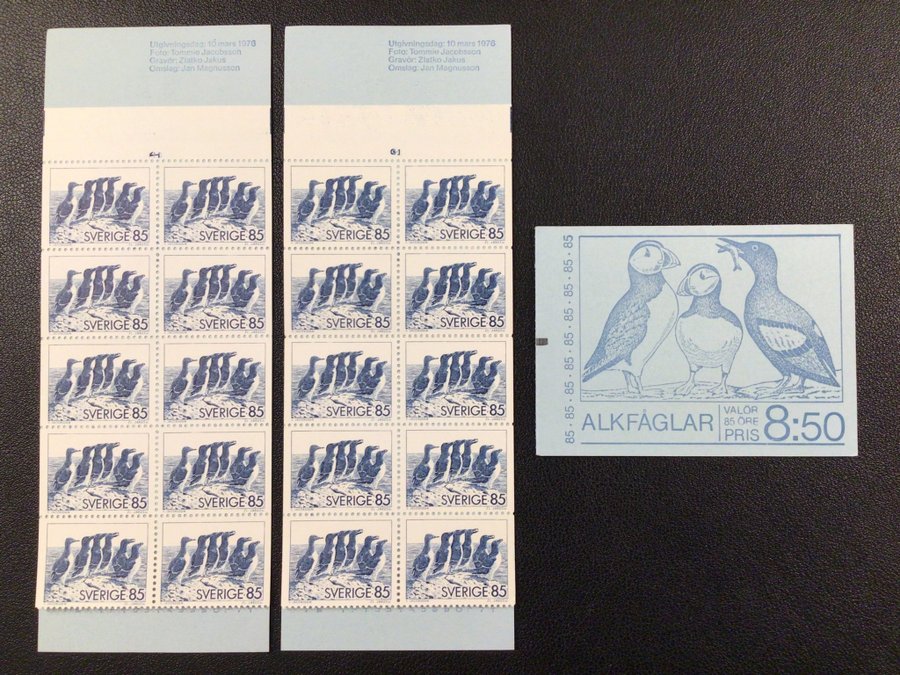 Utgivningsdag: 10 mars 1976
Foto: Tommie Jacobsson
Gravör: Zlatko Jakus
Omslag: Jan Magnusson
SVERIGE 85 SVERIGE 85
SVERIGE 85 SVERIGE 85
SVERIGE 85 SVERIGE 85
SVERIGE 85 SVERIGE 85
SVERIGE 85 SVERIGE 85
Utgivningsdag: 10 mars 1976
Foto: Tommie Jacobsson
Gravör: Zlatko Jakus
Omslag: Jan Magnusson
SVERIGE 85 SVERIGE 85
SVERIGE 85 SVERIGE 85
SVERIGE 85 SVERIGE 85
SVERIGE 85 SVERIGE 85
SVERIGE 85 SVERIGE 85
85 · 85 · 85 · 85 · 85 · 85 · 85 · 85 · 85
ALKFÅGLAR
VALÖR
85 ÖRE
PRIS 8:50